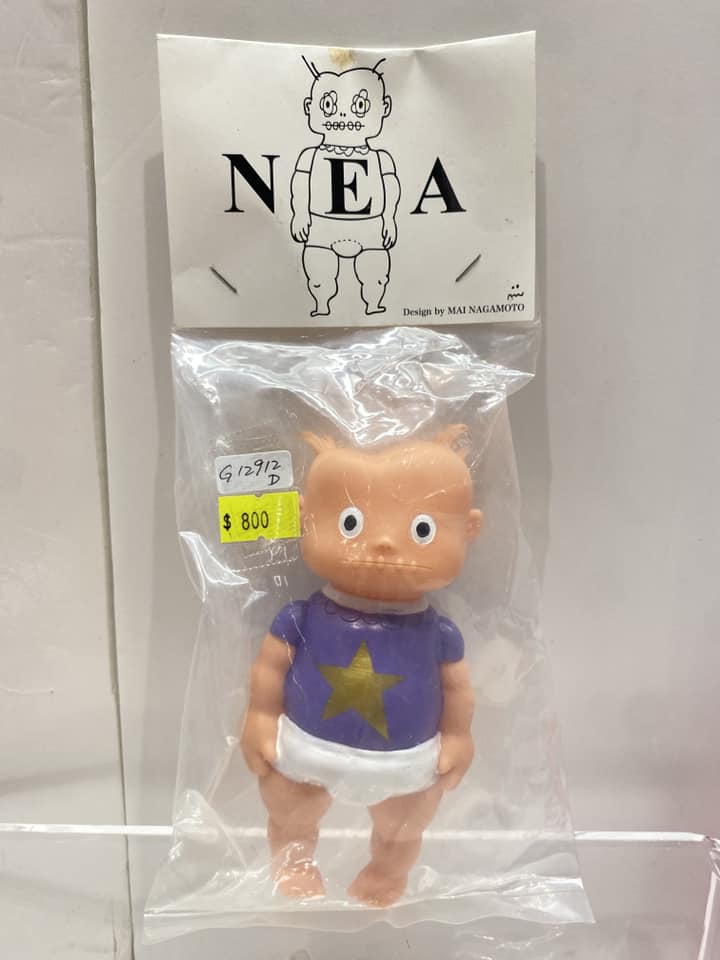 NEA
Design by MAI NAGAMOTO
G12912
D
$ 800